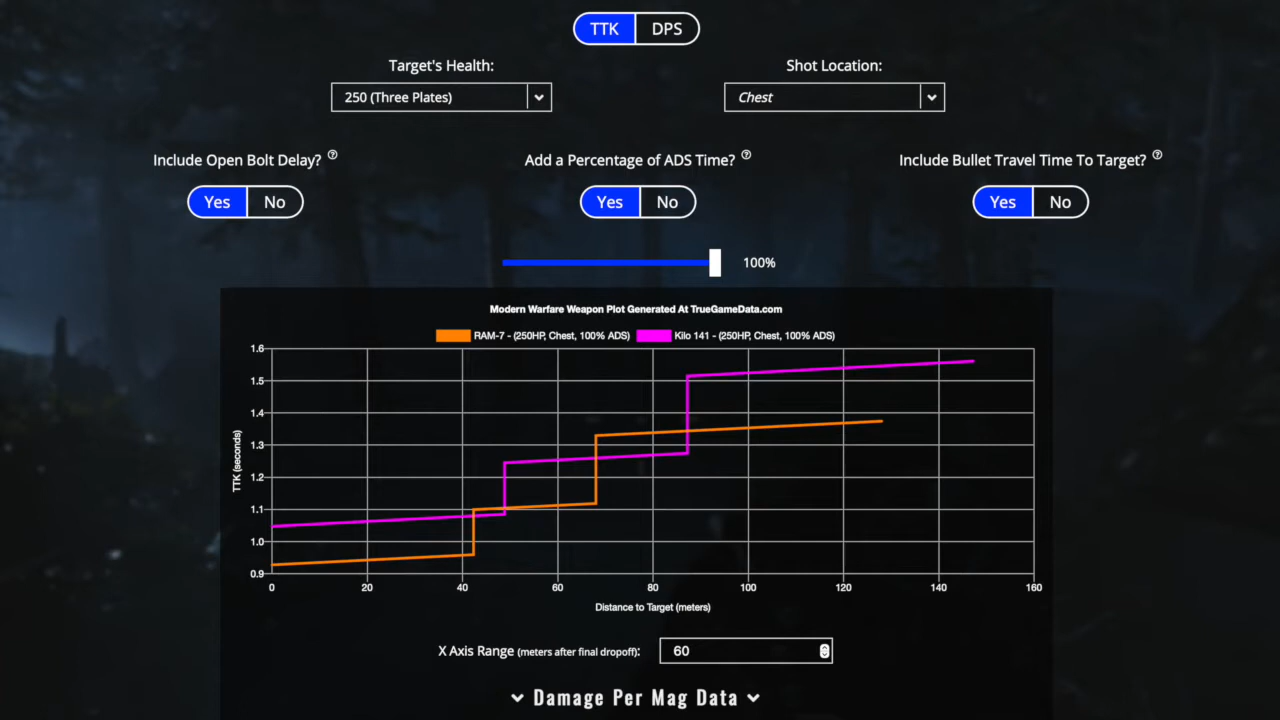 TTK DPS
Target's Health: Shot Location:
250 (Three Plates) Chest
Include Open Bolt Delay? Add a Percentage of ADS Time? Include Bullet Travel Time To Target?
Yes No Yes No Yes No
100%
Modern Warfare Weapon Plot Generated At TrueGameData.com
RAM-7 - (250HP, Chest, 100% ADS) Kilo 141 - (250HP, Chest, 100% ADS)
1.6
1.5
1.4
1.3
1.2
1.1
1.0
0.9
TTK (seconds)
0 20 40 60 80 100 120 140 160
Distance to Target (meters)
X Axis Range (meters after final dropoff): 60
Damage Per Mag Data